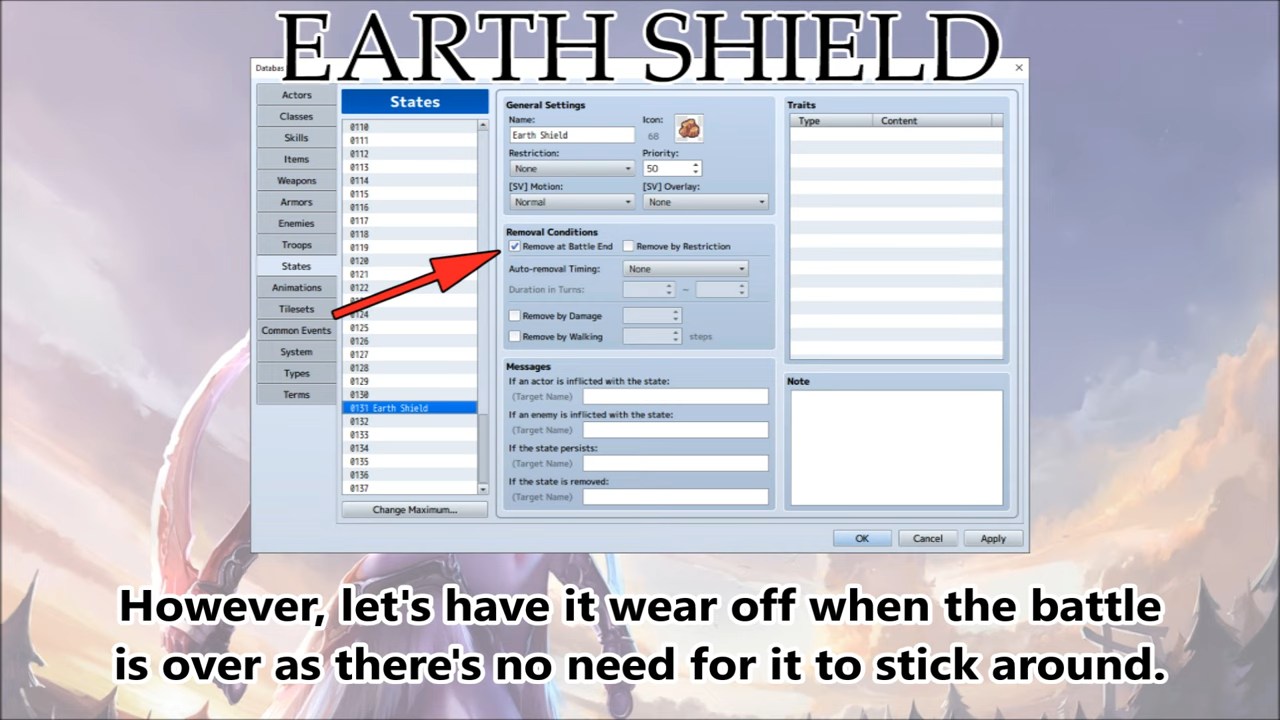 EARTH SHIELD
Databas
Actors
Classes
Skills
Items
Weapons
Armors
Enemies
Troops
States
Animations
Tilesets
Common Events
System
Types
Terms
States
0110
0111
0112
0113
0114
0115
0116
0117
0118
0119
0120
0121
0122
0124
0125
0126
0127
0128
0129
0130
0131 Earth Shield
0132
0133
0134
0135
0136
0137
Change Maximum...
General Settings
Name: Icon:
Earth Shield 68
Restriction: Priority:
None 50
[SV] Motion: [SV] Overlay:
Normal None
Removal Conditions
Remove at Battle End Remove by Restriction
Auto-removal Timing: None
Duration in Turns: ~
Remove by Damage
Remove by Walking steps
Messages
If an actor is inflicted with the state:
(Target Name)
If an enemy is inflicted with the state:
(Target Name)
If the state persists:
(Target Name)
If the state is removed:
(Target Name)
Traits
Type Content
Note
OK Cancel Apply
However, let's have it wear off when the battle
is over as there's no need for it to stick around.